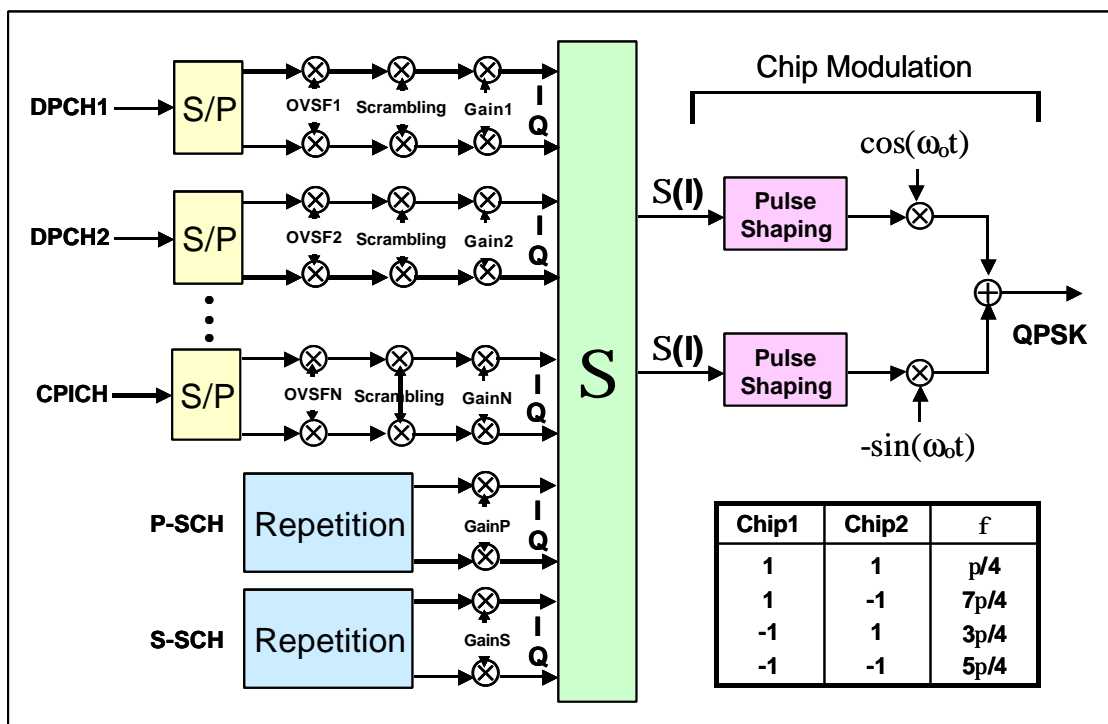 DPCH1
S/P
OVSF1
Scrambling
Gain1
I
Q
DPCH2
S/P
OVSF2
Scrambling
Gain2
I
Q
CPICH
S/P
OVSFN
Scrambling
GainN
I
Q
P-SCH
Repetition
GainP
I
Q
S-SCH
Repetition
GainS
I
Q
S
Chip Modulation
S(I)
Pulse
Shaping
cos(ωₒt)
S(I)
Pulse
Shaping
-sin(ωₒt)
QPSK
Chip1 Chip2 f
1 1 p/4
1 -1 7p/4
-1 1 3p/4
-1 -1 5p/4